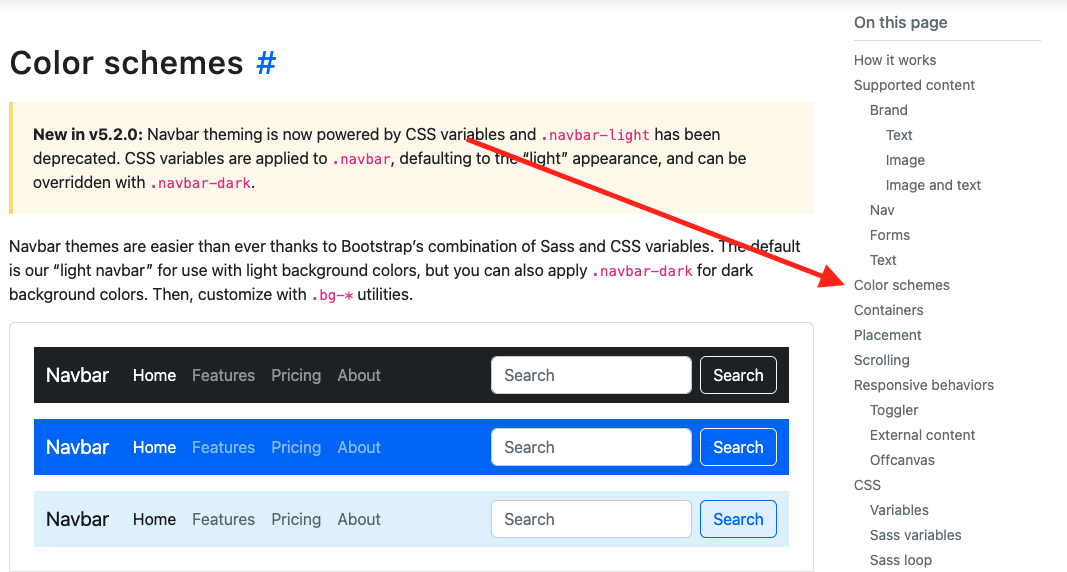 Color schemes #
New in v5.2.0: Navbar theming is now powered by CSS variables and .navbar-light has been
deprecated. CSS variables are applied to .navbar, defaulting to the “light” appearance, and can be
overridden with .navbar-dark.
Navbar themes are easier than ever thanks to Bootstrap’s combination of Sass and CSS variables. The default
is our “light navbar” for use with light background colors, but you can also apply .navbar-dark for dark
background colors. Then, customize with .bg-* utilities.
Navbar Home Features Pricing About Search Search
Navbar Home Features Pricing About Search Search
Navbar Home Features Pricing About Search Search
On this page
How it works
Supported content
Brand
Text
Image
Image and text
Nav
Forms
Text
Color schemes
Containers
Placement
Scrolling
Responsive behaviors
Toggler
External content
Offcanvas
CSS
Variables
Sass variables
Sass loop